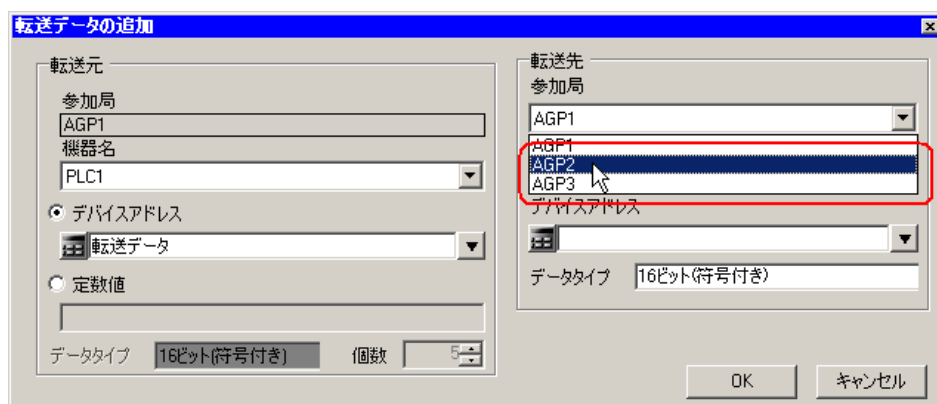 転送データの追加
転送元
参加局
AGP1
機器名
PLC1
デバイスアドレス
転送データ
定数値
データタイプ 16ビット(符号付き) 個数 5
転送先
参加局
AGP1
AGP1
AGP2
AGP3
デバイスアドレス
データタイプ 16ビット(符号付き)
OK キャンセル